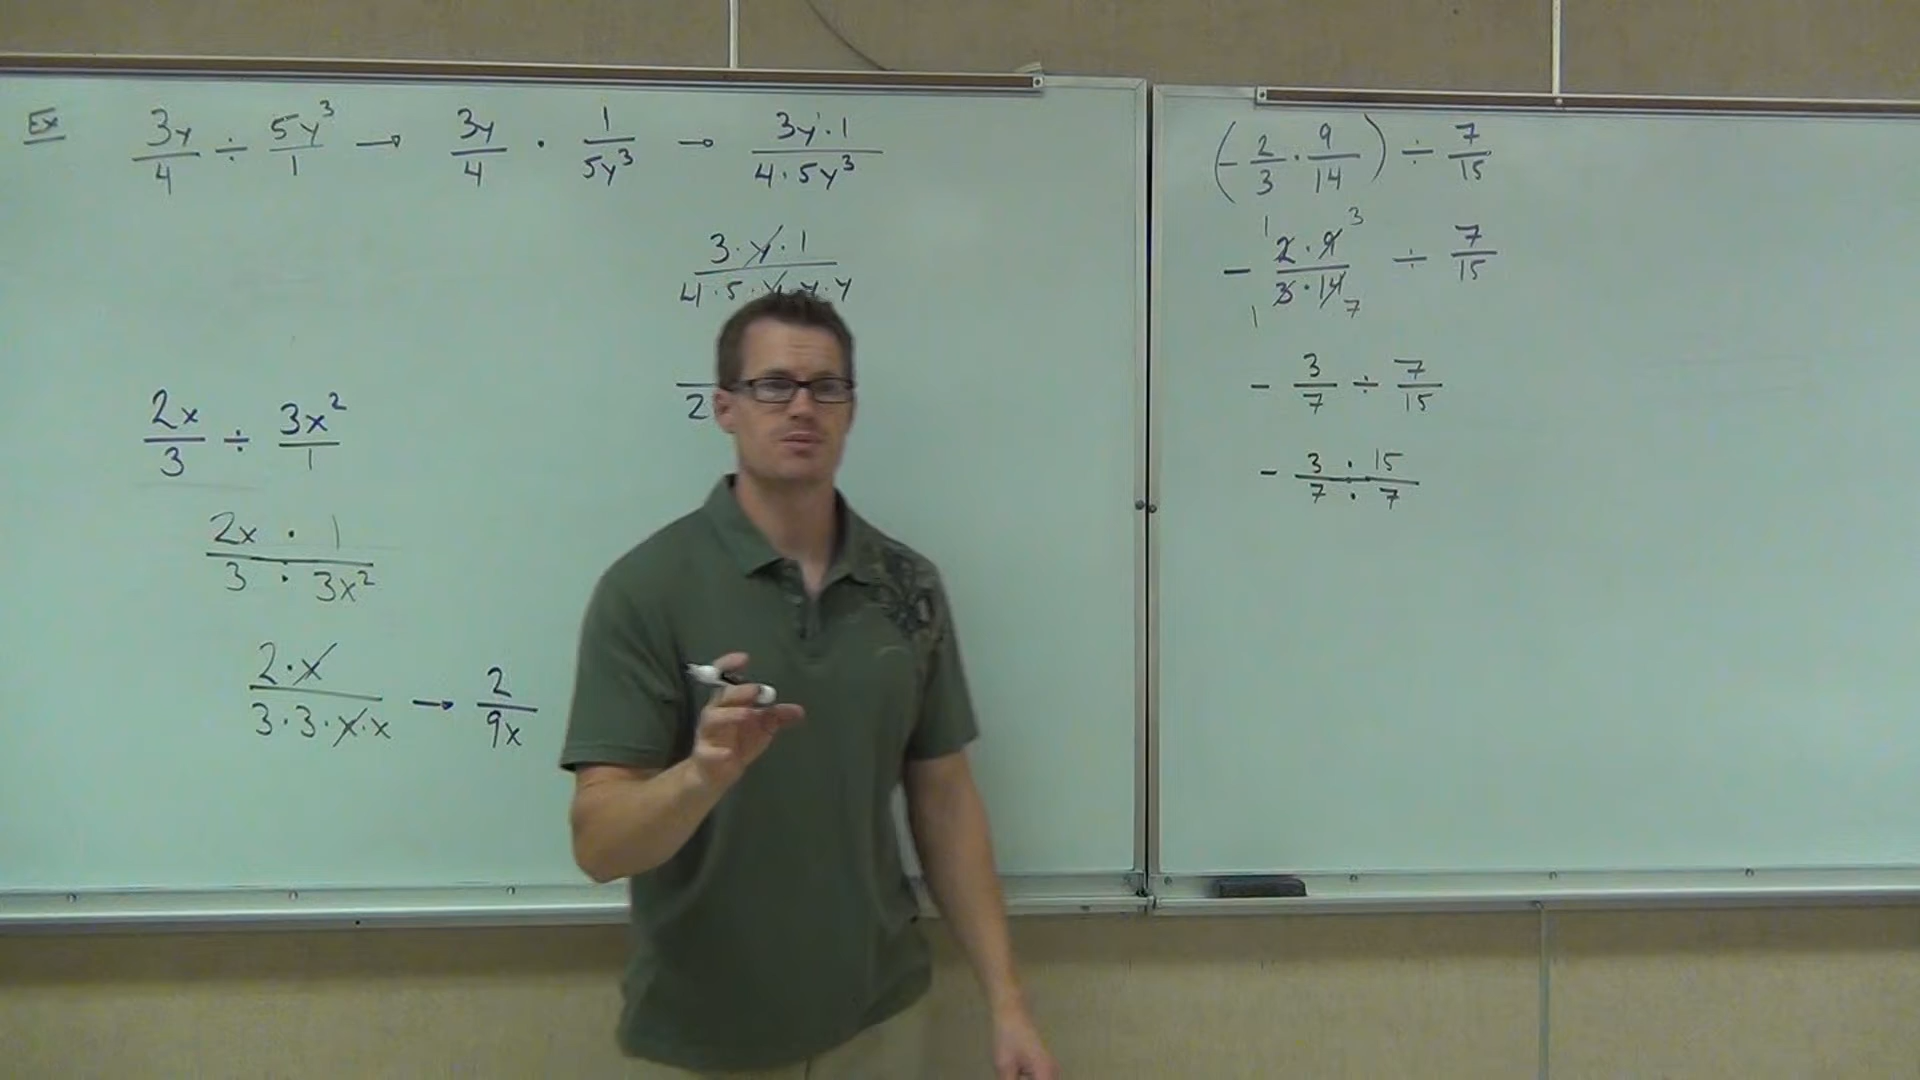 Ex 3y/4 ÷ 5y³/1 → 3y/4 · 1/5y³ → 3y·1/4·5y³
3·y·1/4·5·y·y·y
2
2x/3 ÷ 3x²/1
2x · 1/3 · 3x²
2·x/3·3·x·x → 2/9x
(-2/3 · 9/14) ÷ 7/15
1 3
- 2·9/3·14 ÷ 7/15
1 7
- 3/7 ÷ 7/15
- 3 · 15/7 · 7